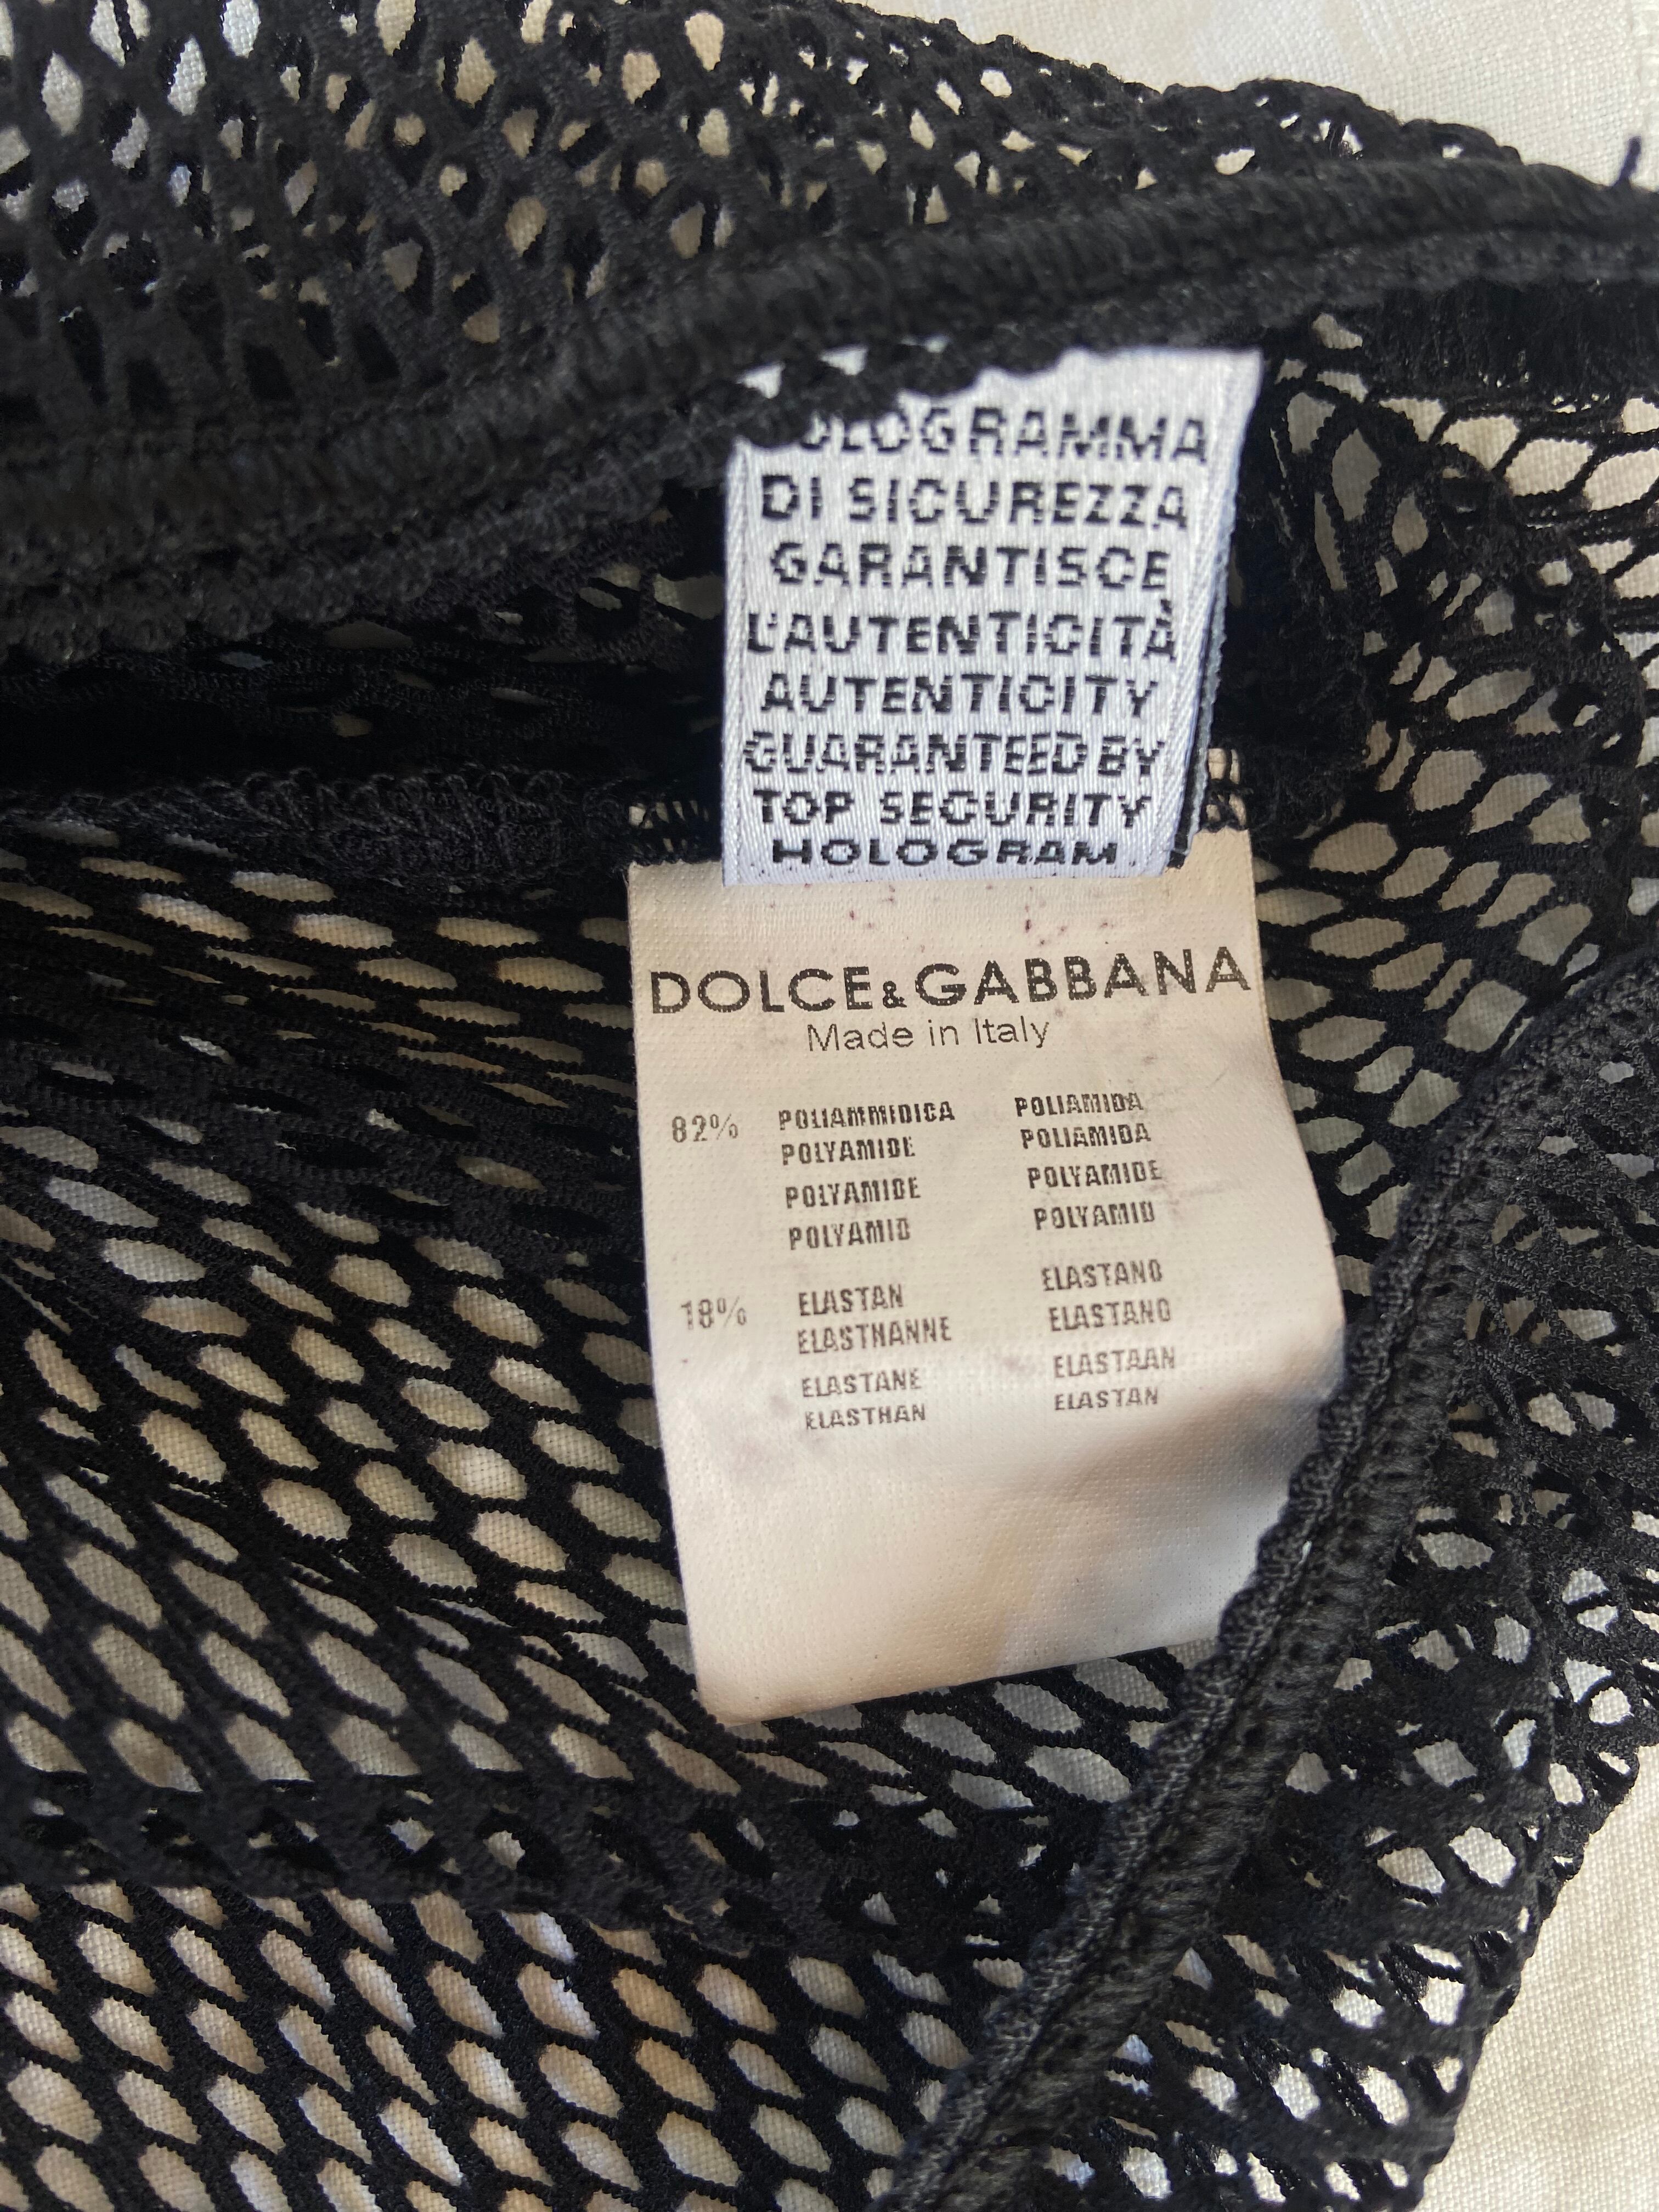 OLOGRAMMA
DI SICUREZZA
GARANTISCE
L'AUTENTICITÀ
AUTENTICITY
GUARANTEED BY
TOP SECURITY
HOLOGRAM.
DOLCE&GABBANA
Made in Italy
82% POLIAMMIDICA POLIAMIDA
POLYAMIDE POLIAMIDA
POLYAMIDE POLYAMIDE
POLYAMID POLYAMID
18% ELASTAN ELASTANO
ELASTHANNE ELASTANO
ELASTANE ELASTAAN
ELASTHAN ELASTAN